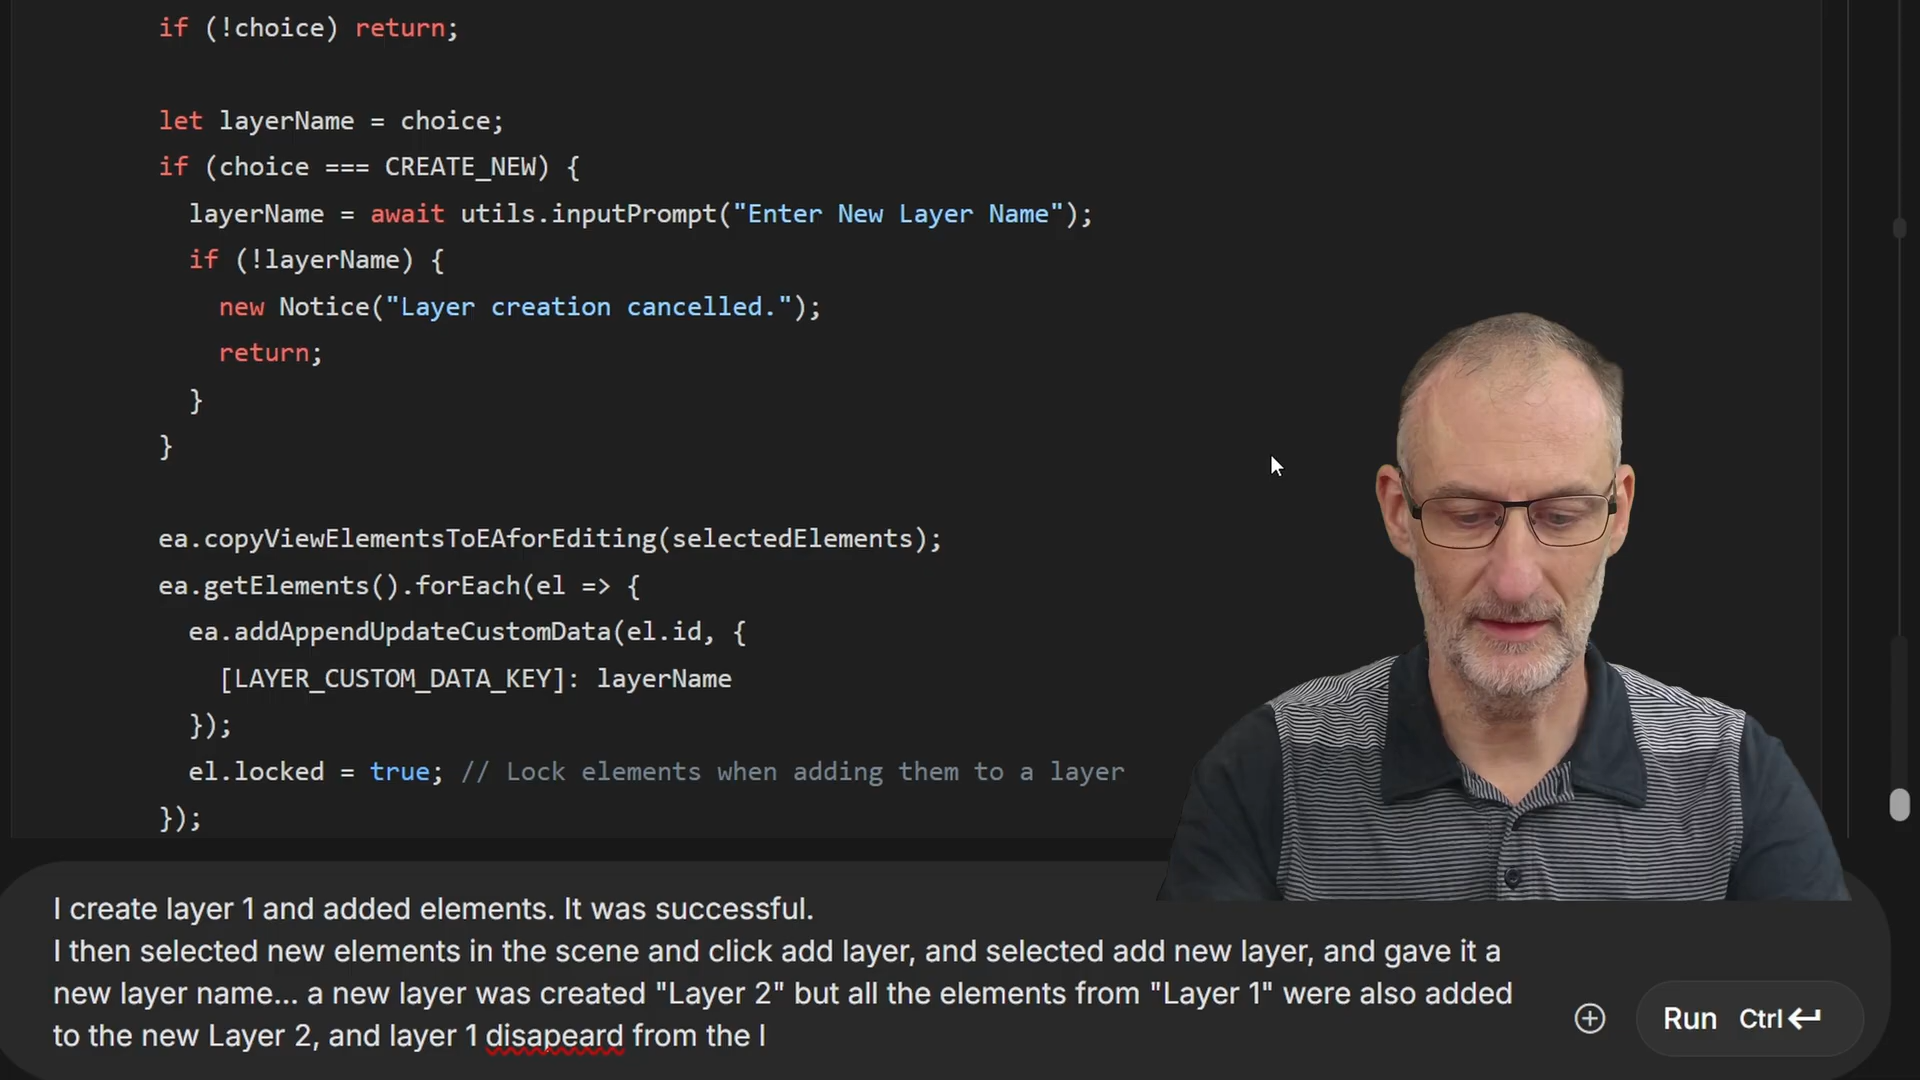 if (!choice) return;
let layerName = choice;
if (choice === CREATE_NEW) {
layerName = await utils.inputPrompt("Enter New Layer Name");
if (!layerName) {
new Notice("Layer creation cancelled.");
return;
}
}
ea.copyViewElementsToEAforEditing(selectedElements);
ea.getElements().forEach(el => {
ea.addAppendUpdateCustomData(el.id, {
[LAYER_CUSTOM_DATA_KEY]: layerName
});
el.locked = true; // Lock elements when adding them to a layer
});
I create layer 1 and added elements. It was successful.
I then selected new elements in the scene and click add layer, and selected add new layer, and gave it a
new layer name... a new layer was created "Layer 2" but all the elements from "Layer 1" were also added
to the new Layer 2, and layer 1 disapeard from the l
Run Ctrl